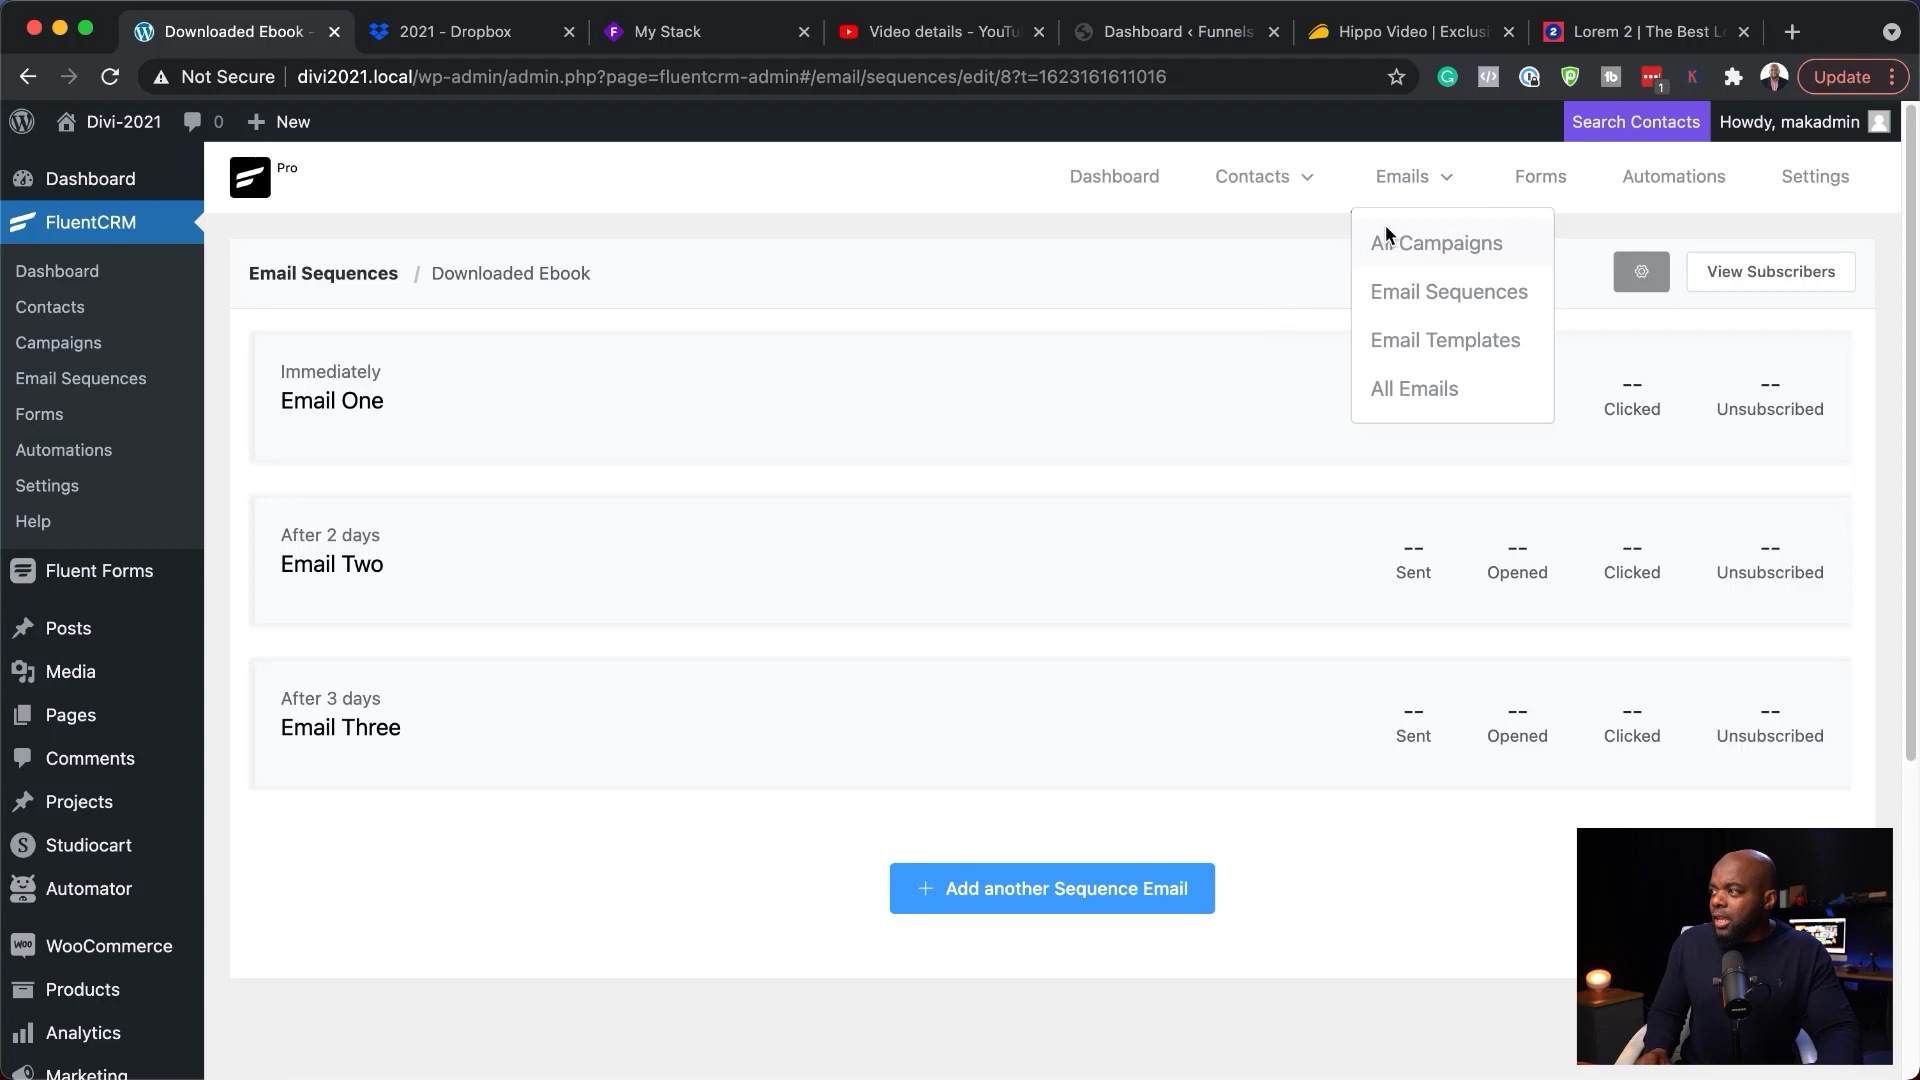 Downloaded Ebook -
2021 - Dropbox
My Stack
Video details - YouTu
Dashboard ‹ Funnels
Hippo Video | Exclusi
Lorem 2 | The Best Lo
Not Secure
divi2021.local/wp-admin/admin.php?page=fluentcrm-admin#/email/sequences/edit/8?t=1623161611016
Update
Divi-2021
0
New
Search Contacts
Howdy, makadmin
Pro
Dashboard
Contacts
Emails
Forms
Automations
Settings
All Campaigns
Email Sequences
Email Templates
All Emails
Dashboard
FluentCRM
Dashboard
Contacts
Campaigns
Email Sequences
Forms
Automations
Settings
Help
Fluent Forms
Posts
Media
Pages
Comments
Projects
Studiocart
Automator
WooCommerce
Products
Analytics
Marketing
Email Sequences / Downloaded Ebook
View Subscribers
Immediately
Email One
-- --
Clicked Unsubscribed
After 2 days
Email Two
-- -- -- --
Sent Opened Clicked Unsubscribed
After 3 days
Email Three
-- -- -- --
Sent Opened Clicked Unsubscribed
+ Add another Sequence Email